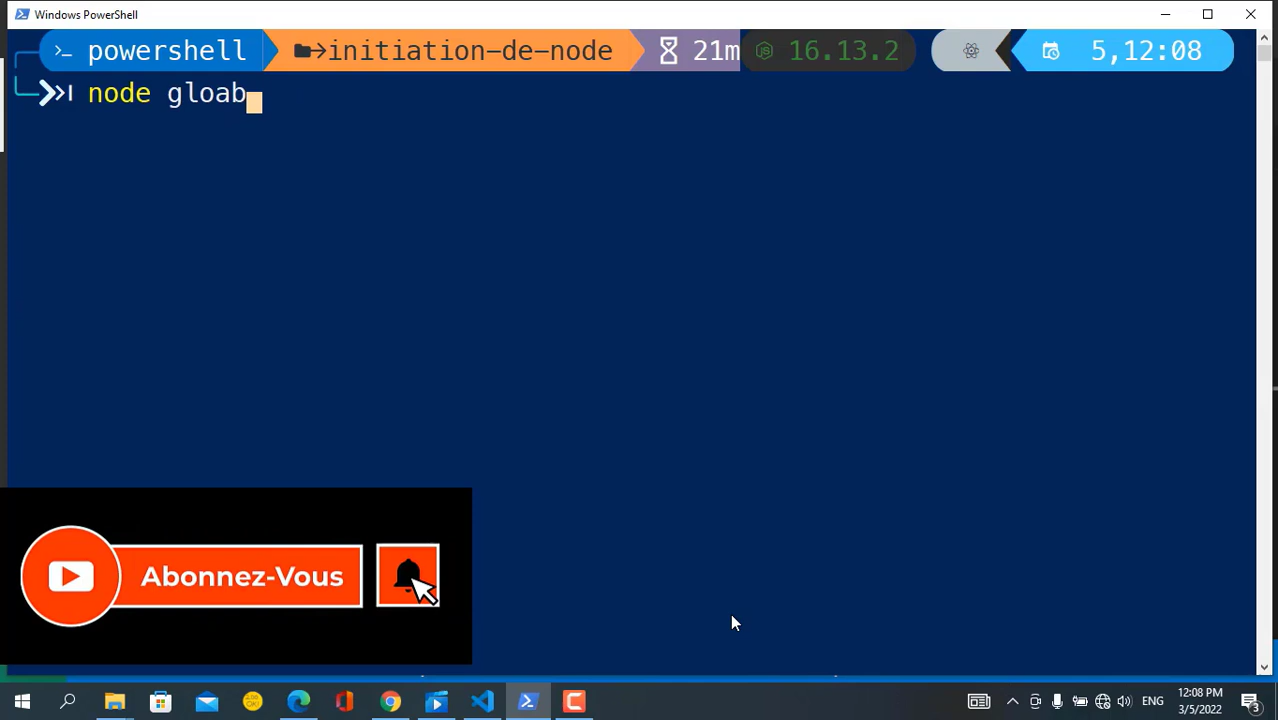 Windows PowerShell
powershell initiation-de-node 21m 16.13.2 5,12:08
node gloab
Abonnez-Vous
ENG
12:08 PM
3/5/2022
3